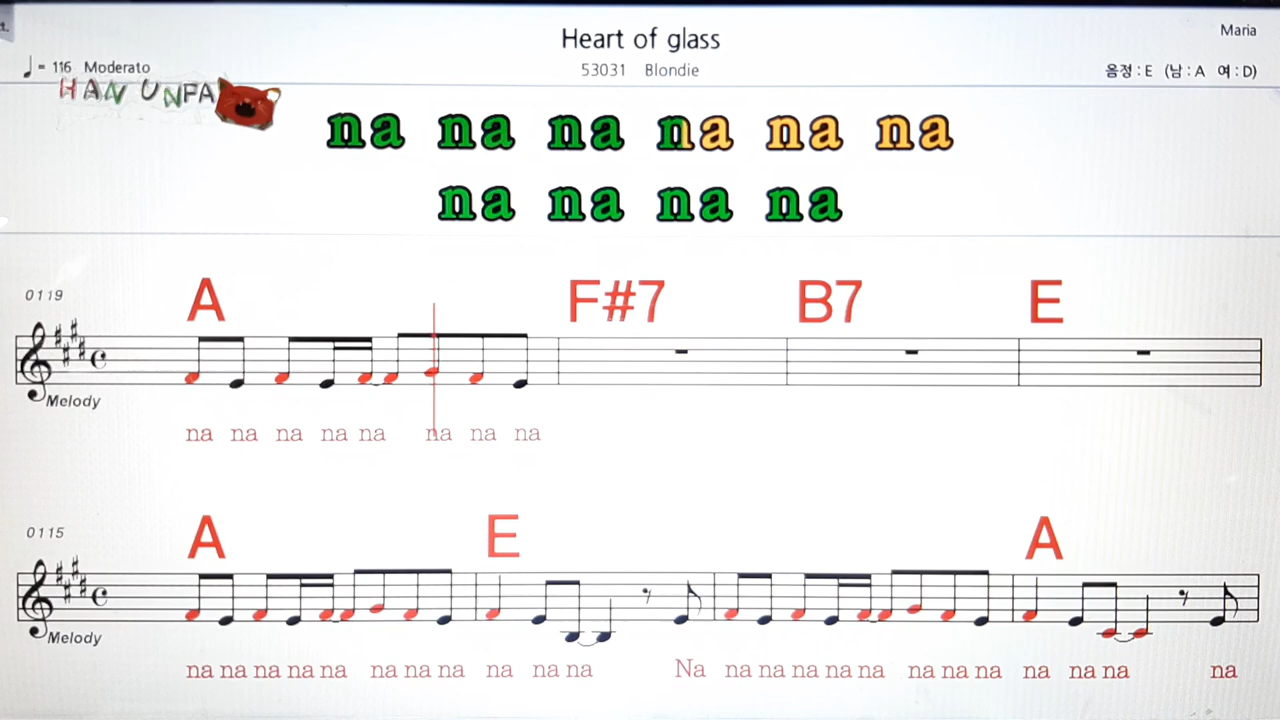 Heart of glass
Maria
♩= 116 Moderato
53031 Blondie
음정 : E (남 : A 여 : D)
HAN UNPA
na na na na na na
na na na na
0119
A F#7 B7 E
Melody
na na na na na na na na
0115
A E A
Melody
na na na na na na na na na na na Na na na na na na na na na na na na na